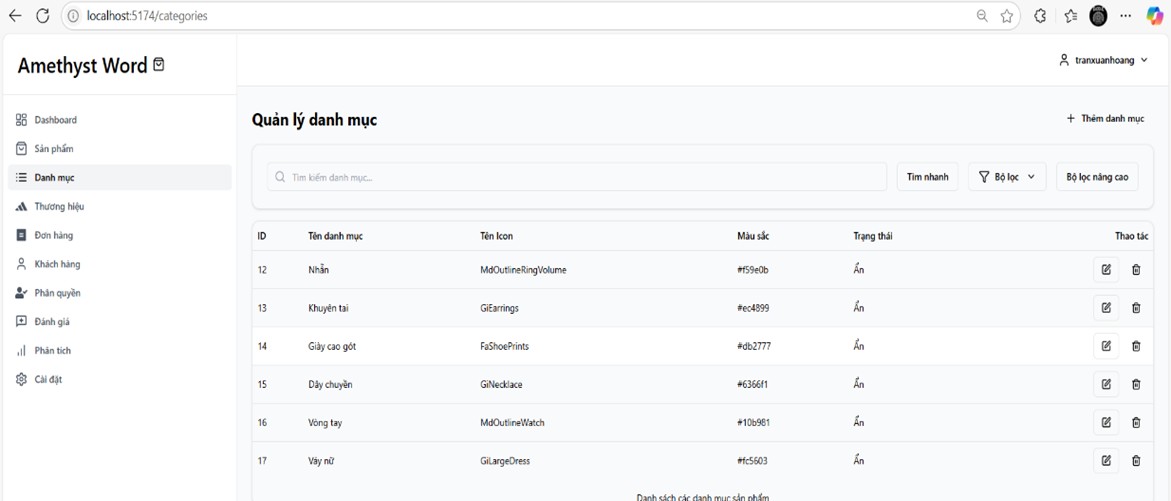 localhost:5174/categories
Amethyst Word
tranxuanhoang
Dashboard
Sản phẩm
Danh mục
Thương hiệu
Đơn hàng
Khách hàng
Phân quyền
Đánh giá
Phân tích
Cài đặt
Quản lý danh mục
+ Thêm danh mục
Tìm kiếm danh mục...
Tìm nhanh
Bộ lọc
Bộ lọc nâng cao
ID Tên danh mục Tên Icon Màu sắc Trạng thái Thao tác
12 Nhẫn MdOutlineRingVolume #f59e0b Ẩn
13 Khuyên tai GiEarrings #ec4899 Ẩn
14 Giày cao gót FaShoePrints #db2777 Ẩn
15 Dây chuyền GiNecklace #6366f1 Ẩn
16 Vòng tay MdOutlineWatch #10b981 Ẩn
17 Váy nữ GiLargeDress #fc5603 Ẩn
Danh sách các danh mục sản phẩm